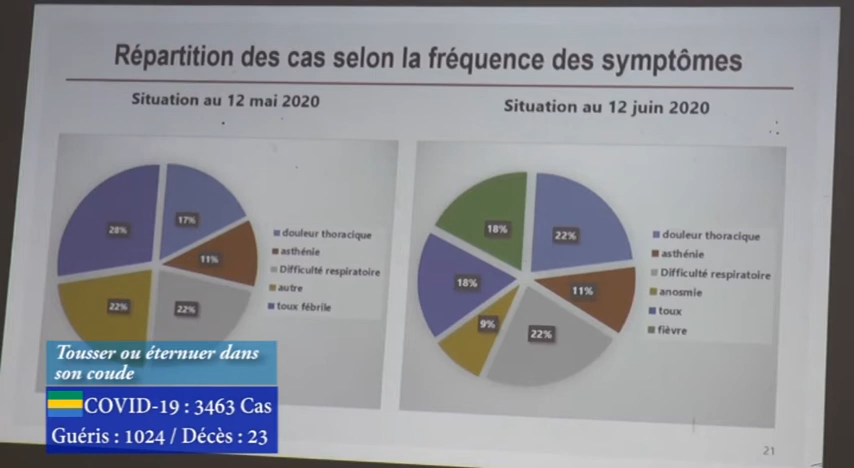 Répartition des cas selon la fréquence des symptômes
Situation au 12 mai 2020
Situation au 12 juin 2020
28%
17%
11%
22%
22%
douleur thoracique
asthénie
Difficulté respiratoire
autre
toux fébrile
18%
22%
18%
11%
9%
22%
douleur thoracique
asthénie
Difficulté respiratoire
anosmie
toux
fièvre
Tousser ou éternuer dans
son coude
COVID-19 : 3463 Cas
Guéris : 1024 / Décès : 23
21